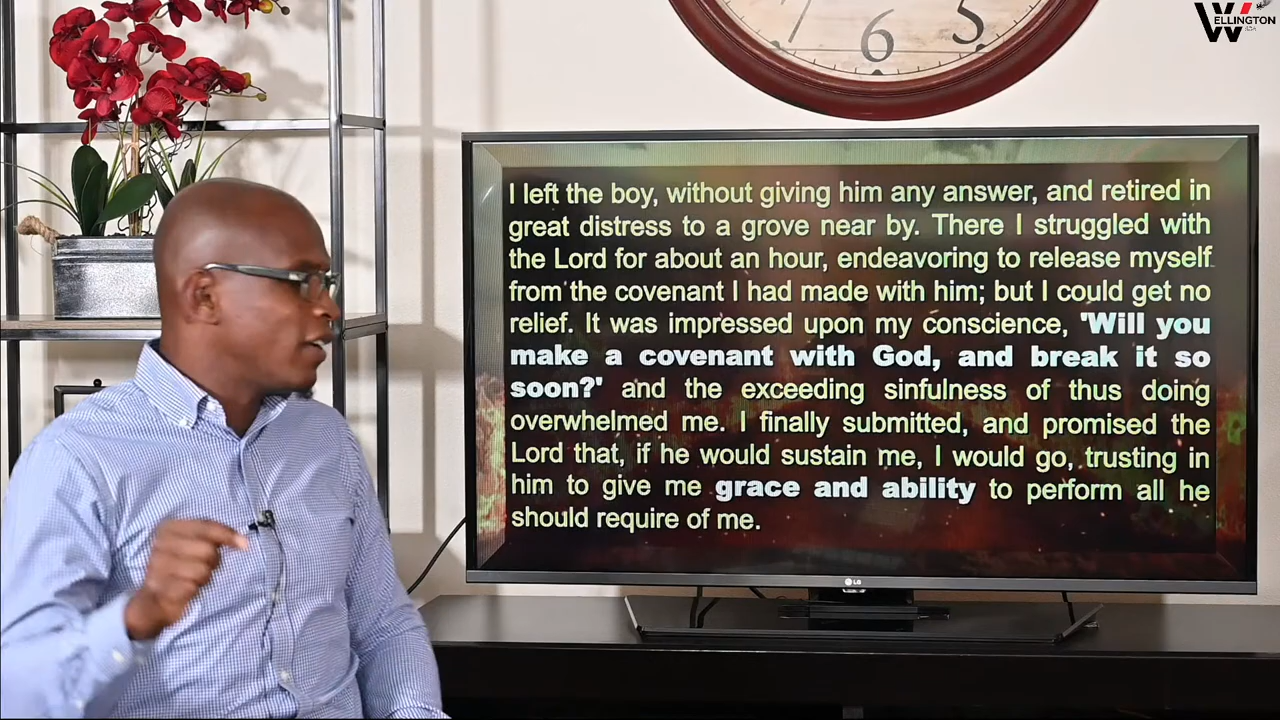 WELLINGTON
6 5
I left the boy, without giving him any answer, and retired in
great distress to a grove near by. There I struggled with
the Lord for about an hour, endeavoring to release myself
from the covenant I had made with him; but I could get no
relief. It was impressed upon my conscience, 'Will you
make a covenant with God, and break it so
soon?' and the exceeding sinfulness of thus doing
overwhelmed me. I finally submitted, and promised the
Lord that, if he would sustain me, I would go, trusting in
him to give me grace and ability to perform all he
should require of me.
LG